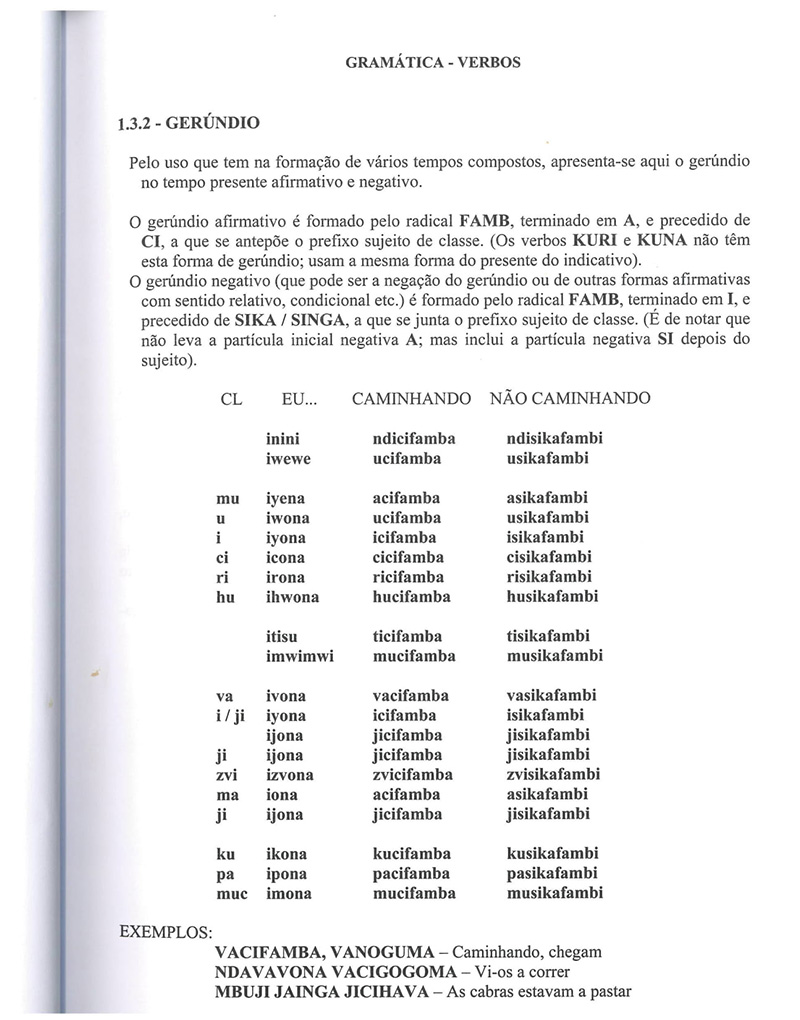 GRAMÁTICA - VERBOS
1.3.2 - GERÚNDIO
Pelo uso que tem na formação de vários tempos compostos, apresenta-se aqui o gerúndio
no tempo presente afirmativo e negativo.
O gerúndio afirmativo é formado pelo radical FAMB, terminado em A, e precedido de
CI, a que se antepõe o prefixo sujeito de classe. (Os verbos KURI e KUNA não têm
esta forma de gerúndio; usam a mesma forma do presente do indicativo).
O gerúndio negativo (que pode ser a negação do gerúndio ou de outras formas afirmativas
com sentido relativo, condicional etc.) é formado pelo radical FAMB, terminado em I, e
precedido de SIKA / SINGA, a que se junta o prefixo sujeito de classe. (É de notar que
não leva a partícula inicial negativa A; mas inclui a partícula negativa SI depois do
sujeito).
CL EU... CAMINHANDO NÃO CAMINHANDO
inini ndicifamba ndisikafambi
iwewe ucifamba usikafambi
mu iyena acifamba asikafambi
u iwona ucifamba usikafambi
i iyona icifamba isikafambi
ci icona cicifamba cisikafambi
ri irona ricifamba risikafambi
hu ihwona hucifamba husikafambi
itisu ticifamba tisikafambi
imwimwi mucifamba musikafambi
va ivona vacifamba vasikafambi
i / ji iyona icifamba isikafambi
ijona jicifamba jisikafambi
ji ijona jicifamba jisikafambi
zvi izvona zvicifamba zvisikafambi
ma iona acifamba asikafambi
ji ijona jicifamba jisikafambi
ku ikona kucifamba kusikafambi
pa ipona pacifamba pasikafambi
muc imona mucifamba musikafambi
EXEMPLOS:
VACIFAMBA, VANOGUMA – Caminhando, chegam
NDAVAVONA VACIGOGOMA – Vi-os a correr
MBUJI JAINGA JICIHAVA – As cabras estavam a pastar